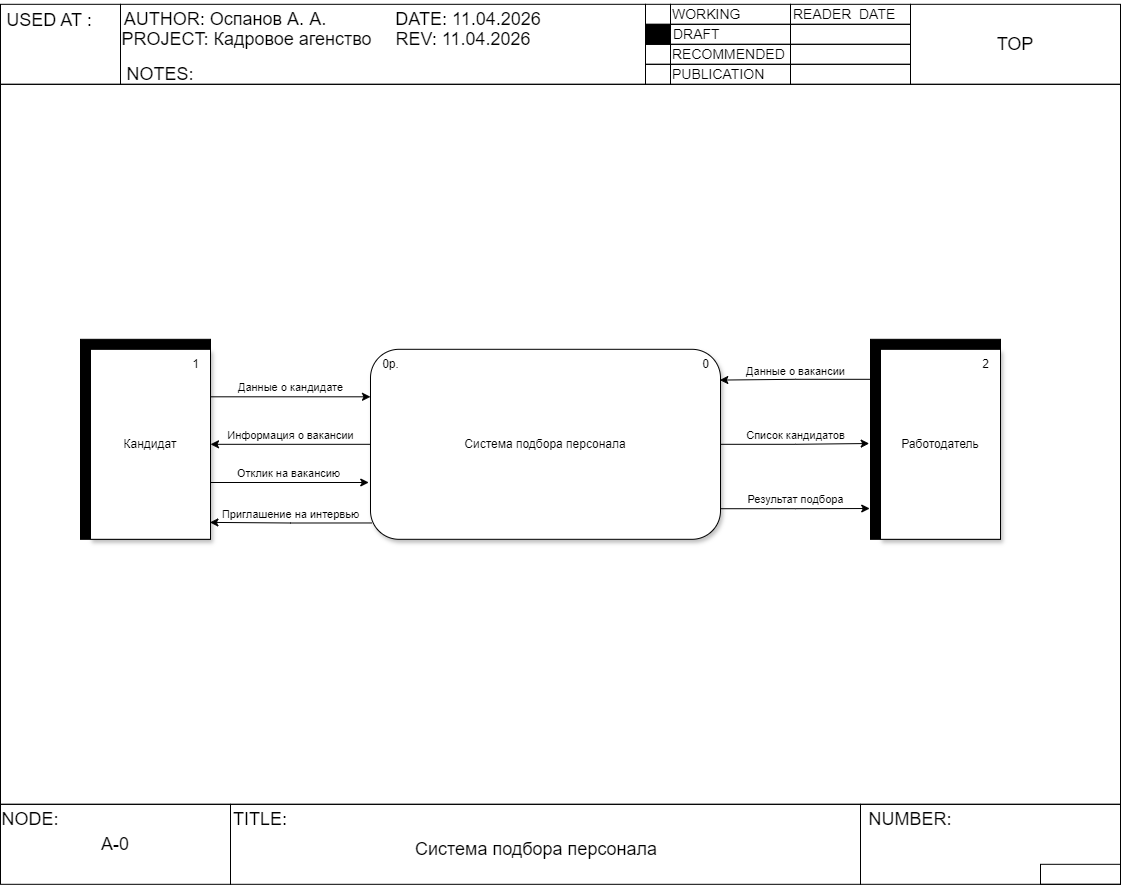 USED AT :
AUTHOR: Оспанов А. А.
DATE: 11.04.2026
PROJECT: Кадровое агенство
REV: 11.04.2026
NOTES:
WORKING
READER DATE
DRAFT
RECOMMENDED
PUBLICATION
TOP
1
Кандидат
Данные о кандидате
Информация о вакансии
Отклик на вакансию
Приглашение на интервью
0р.
0
Система подбора персонала
Данные о вакансии
Список кандидатов
Результат подбора
2
Работодатель
NODE:
A-0
TITLE:
Система подбора персонала
NUMBER: